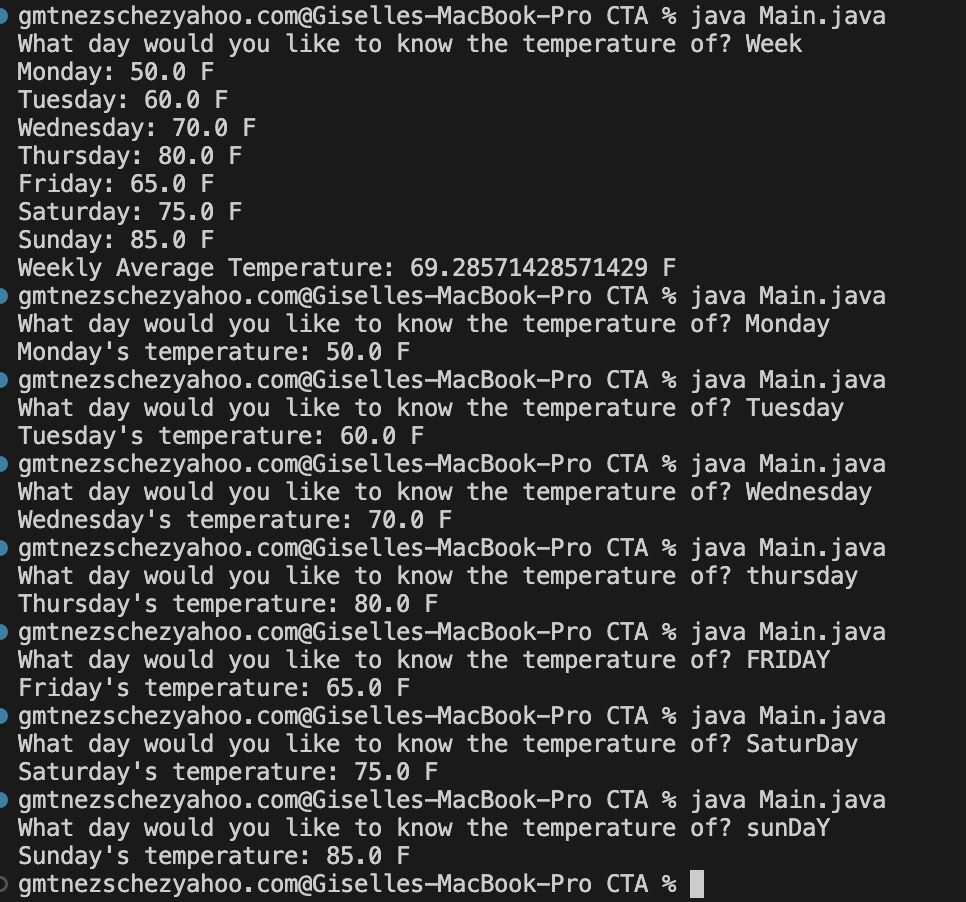 gmtnezschezyahoo.com@Giselles-MacBook-Pro CTA % java Main.java
What day would you like to know the temperature of? Week
Monday: 50.0 F
Tuesday: 60.0 F
Wednesday: 70.0 F
Thursday: 80.0 F
Friday: 65.0 F
Saturday: 75.0 F
Sunday: 85.0 F
Weekly Average Temperature: 69.28571428571429 F
gmtnezschezyahoo.com@Giselles-MacBook-Pro CTA % java Main.java
What day would you like to know the temperature of? Monday
Monday's temperature: 50.0 F
gmtnezschezyahoo.com@Giselles-MacBook-Pro CTA % java Main.java
What day would you like to know the temperature of? Tuesday
Tuesday's temperature: 60.0 F
gmtnezschezyahoo.com@Giselles-MacBook-Pro CTA % java Main.java
What day would you like to know the temperature of? Wednesday
Wednesday's temperature: 70.0 F
gmtnezschezyahoo.com@Giselles-MacBook-Pro CTA % java Main.java
What day would you like to know the temperature of? thursday
Thursday's temperature: 80.0 F
gmtnezschezyahoo.com@Giselles-MacBook-Pro CTA % java Main.java
What day would you like to know the temperature of? FRIDAY
Friday's temperature: 65.0 F
gmtnezschezyahoo.com@Giselles-MacBook-Pro CTA % java Main.java
What day would you like to know the temperature of? SaturDay
Saturday's temperature: 75.0 F
gmtnezschezyahoo.com@Giselles-MacBook-Pro CTA % java Main.java
What day would you like to know the temperature of? sunDaY
Sunday's temperature: 85.0 F
gmtnezschezyahoo.com@Giselles-MacBook-Pro CTA %